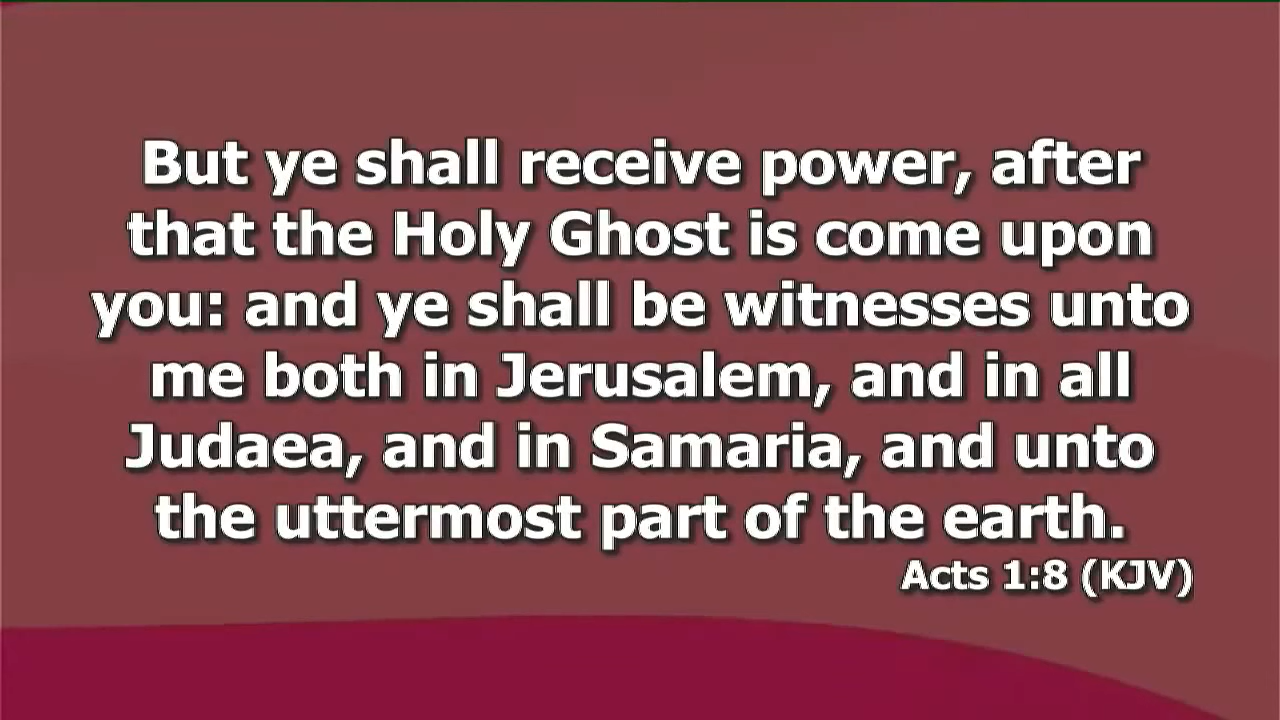 But ye shall receive power, after
that the Holy Ghost is come upon
you: and ye shall be witnesses unto
me both in Jerusalem, and in all
Judaea, and in Samaria, and unto
the uttermost part of the earth.
Acts 1:8 (KJV)